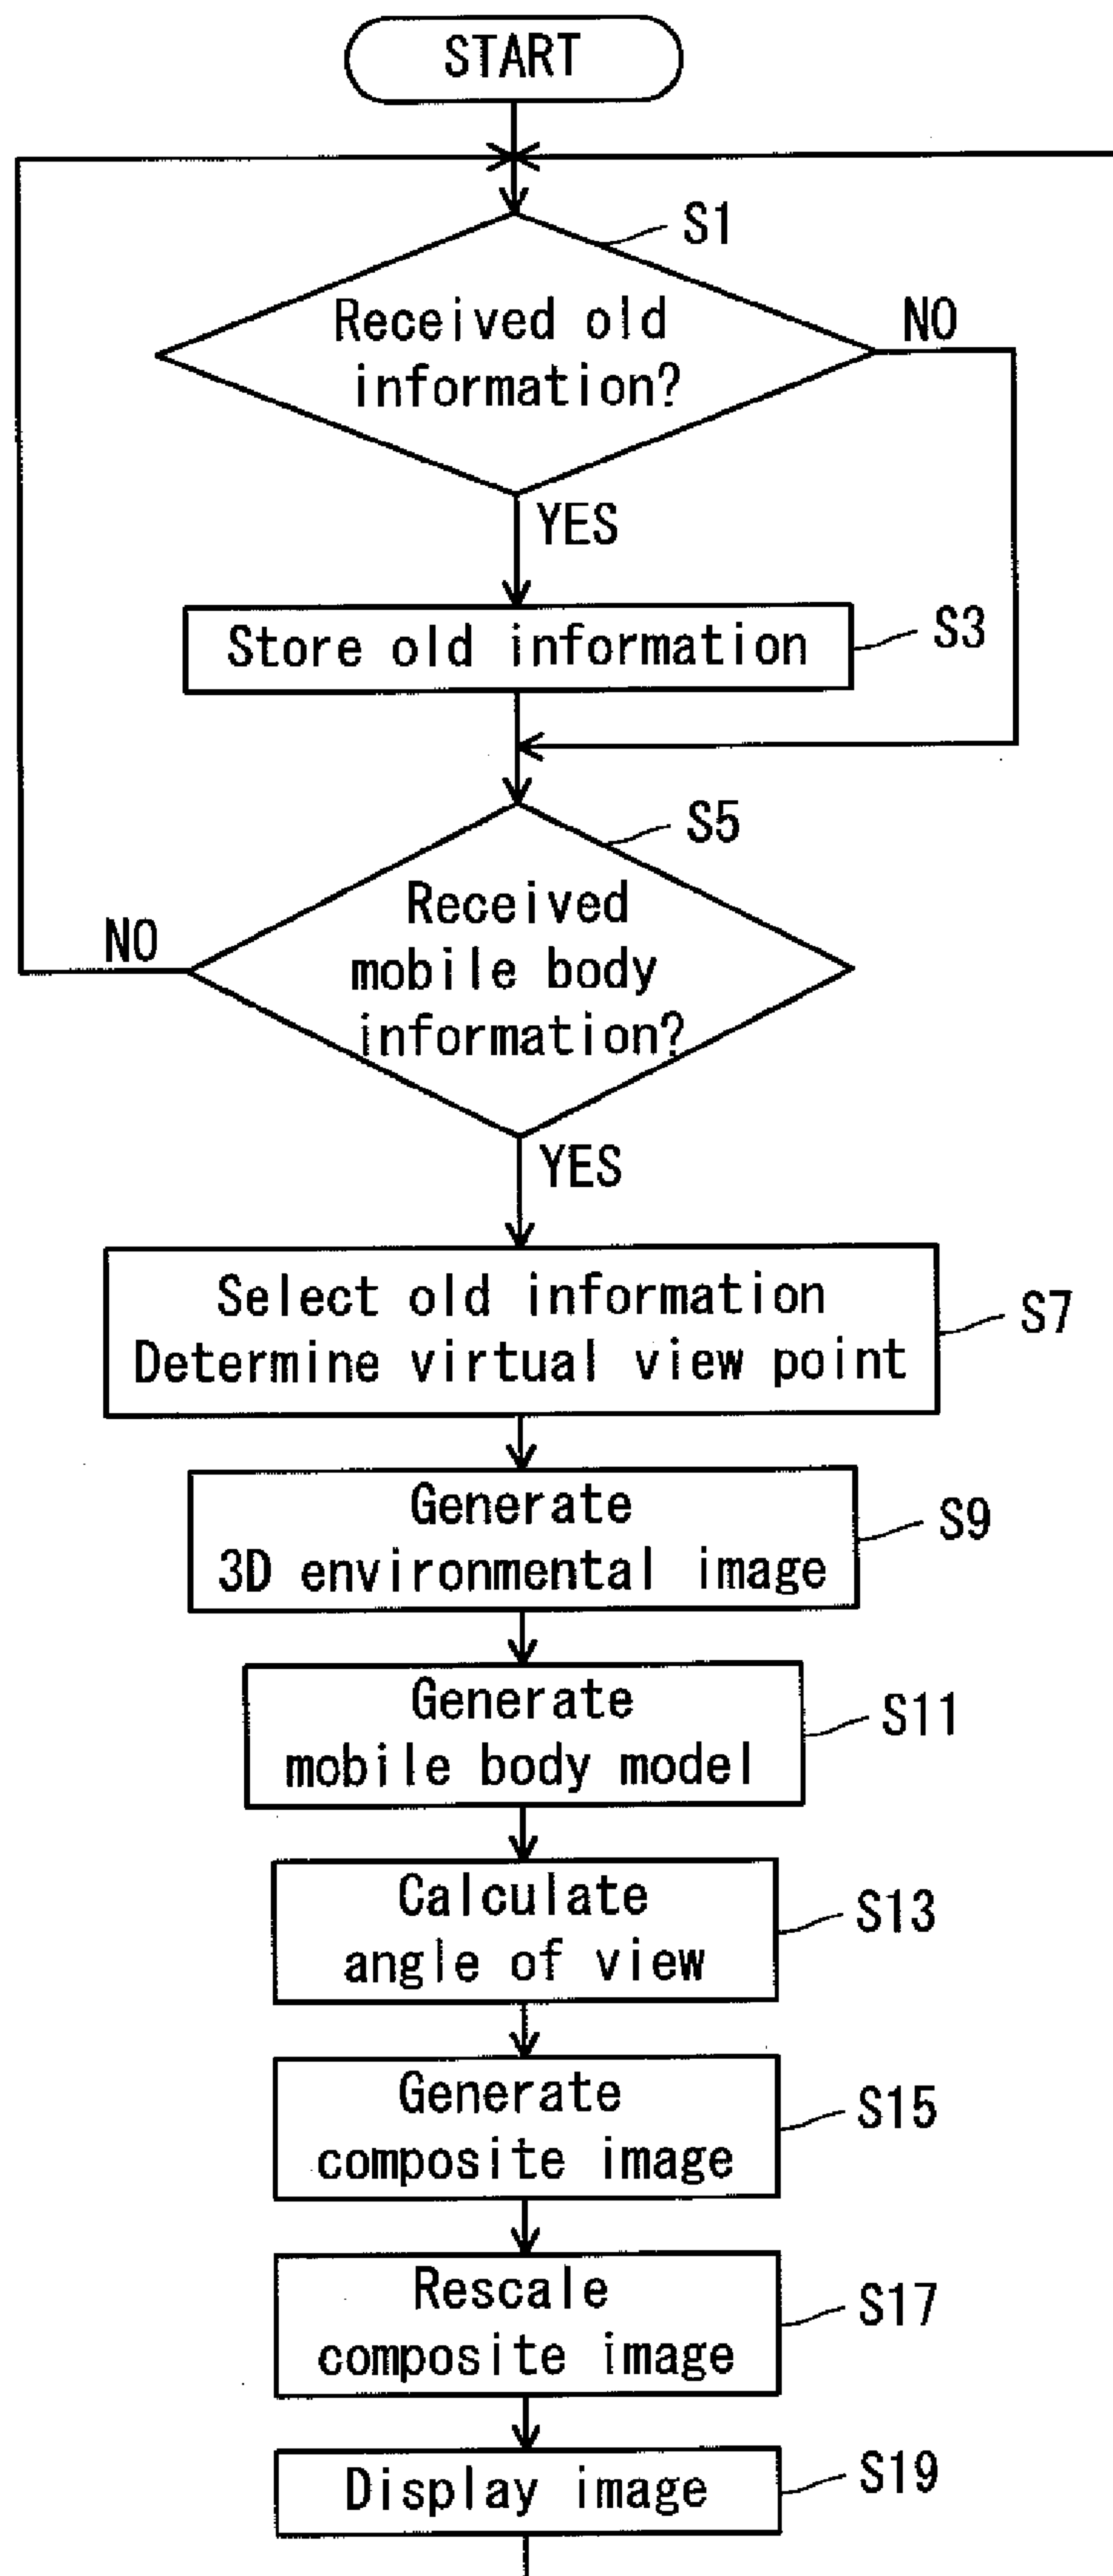 START
S1
Received old
information?
NO
YES
Store old information
S3
S5
Received
mobile body
information?
NO
YES
Select old information
Determine virtual view point
S7
Generate
3D environmental image
S9
Generate
mobile body model
S11
Calculate
angle of view
S13
Generate
composite image
S15
Rescale
composite image
S17
Display image
S19